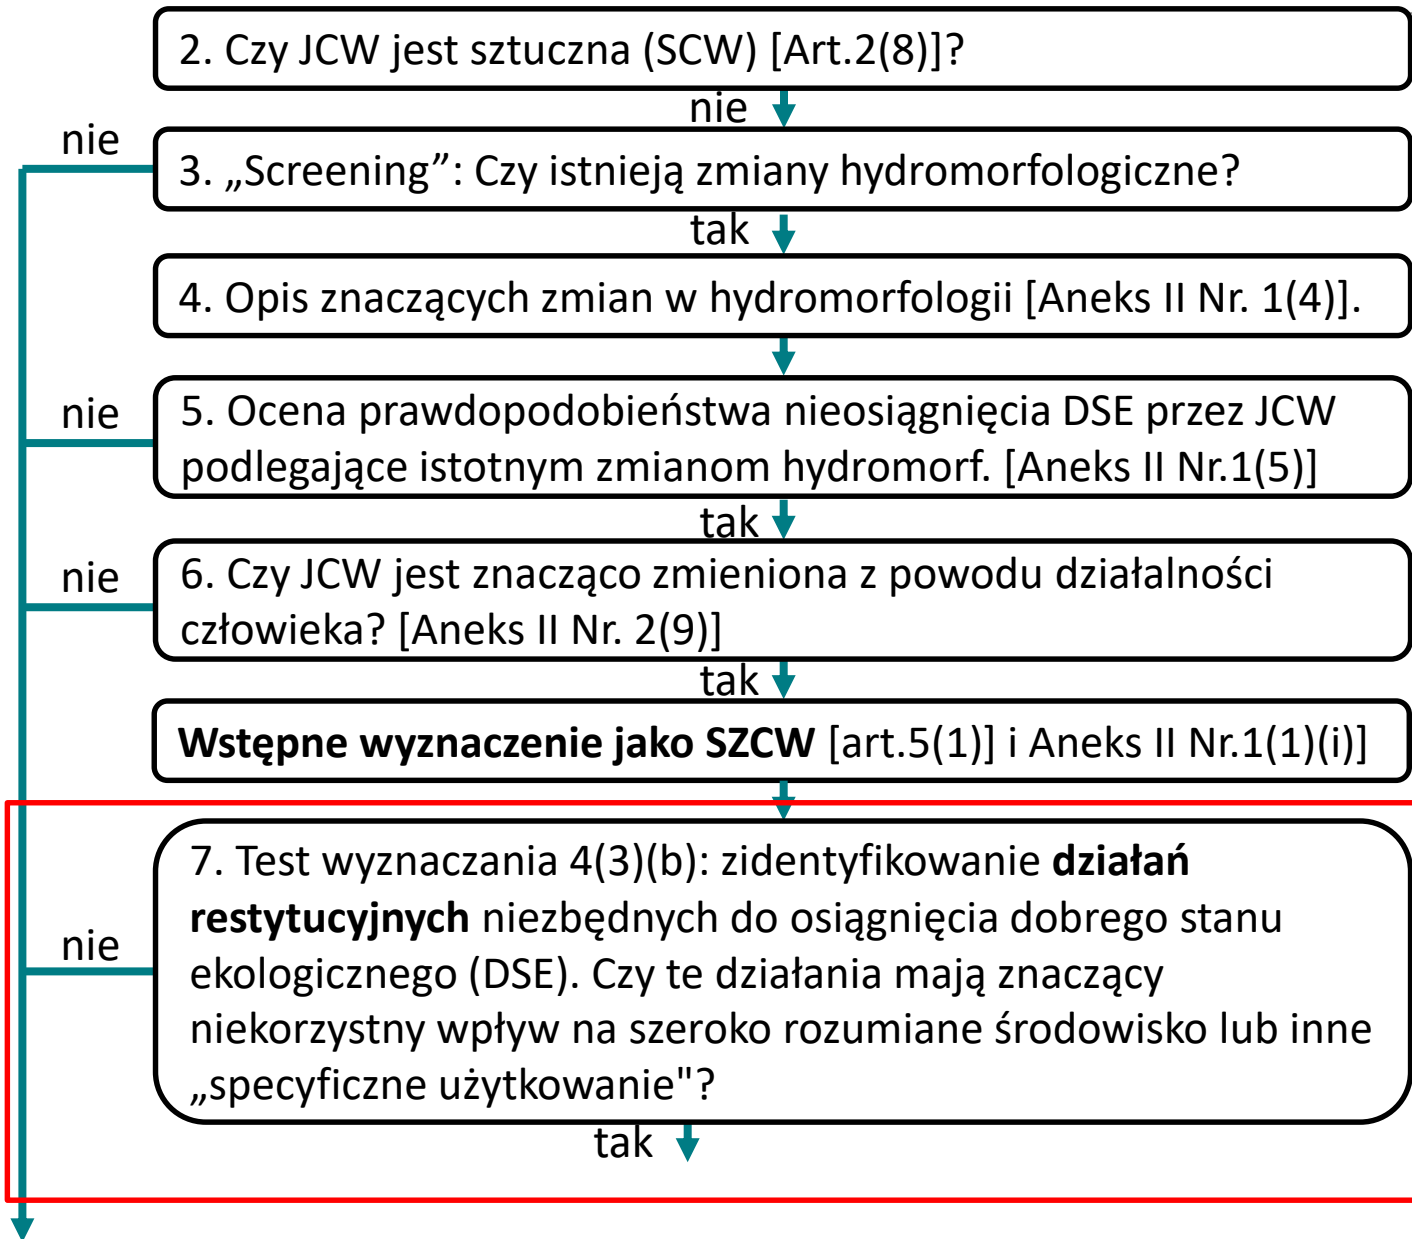 2. Czy JCW jest sztuczna (SCW) [Art.2(8)]?
nie
nie
3. „Screening”: Czy istnieją zmiany hydromorfologiczne?
tak
4. Opis znaczących zmian w hydromorfologii [Aneks II Nr. 1(4)].
nie
5. Ocena prawdopodobieństwa nieosiągnięcia DSE przez JCW
podlegające istotnym zmianom hydromorf. [Aneks II Nr.1(5)]
tak
nie
6. Czy JCW jest znacząco zmieniona z powodu działalności
człowieka? [Aneks II Nr. 2(9)]
tak
Wstępne wyznaczenie jako SZCW [art.5(1)] i Aneks II Nr.1(1)(i)]
7. Test wyznaczania 4(3)(b): zidentyfikowanie działań
restytucyjnych niezbędnych do osiągnięcia dobrego stanu
nie
ekologicznego (DSE). Czy te działania mają znaczący
niekorzystny wpływ na szeroko rozumiane środowisko lub inne
„specyficzne użytkowanie"?
tak